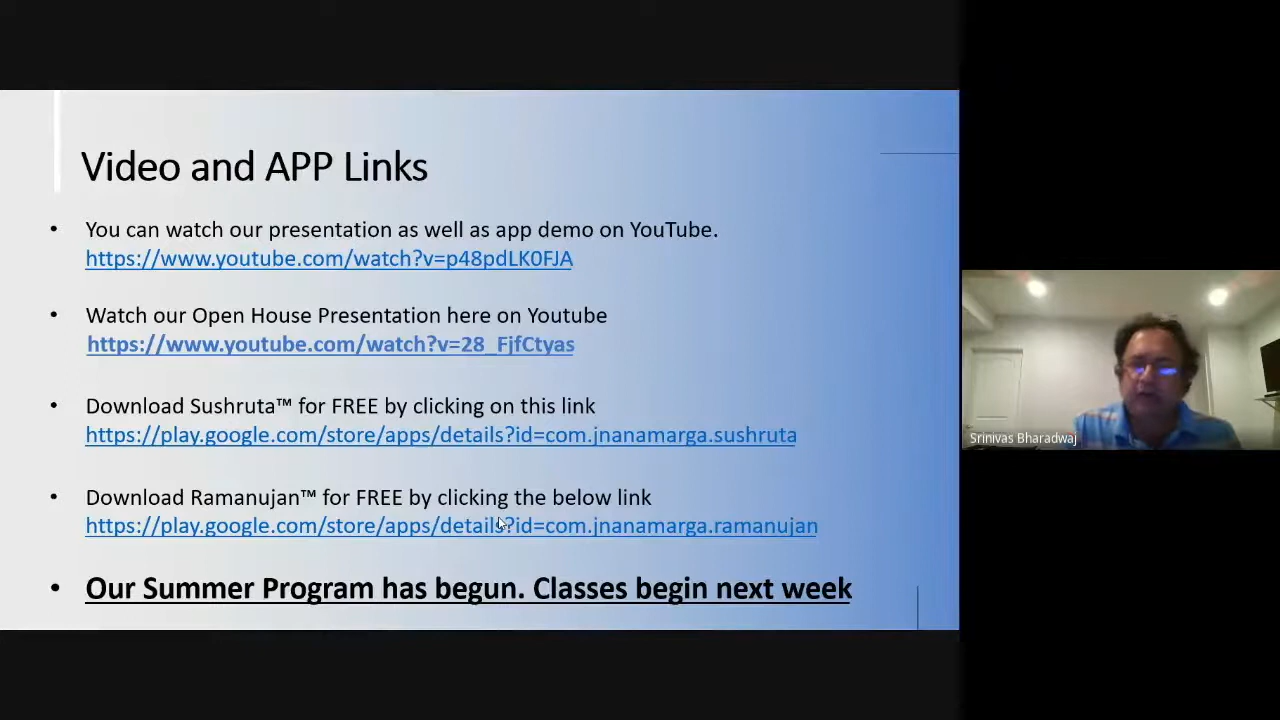 Video and APP Links
• You can watch our presentation as well as app demo on YouTube.
https://www.youtube.com/watch?v=p48pdLK0FJA
• Watch our Open House Presentation here on Youtube
https://www.youtube.com/watch?v=28_FjfCtyas
• Download Sushruta™ for FREE by clicking on this link
https://play.google.com/store/apps/details?id=com.jnanamarga.sushruta
• Download Ramanujan™ for FREE by clicking the below link
https://play.google.com/store/apps/details?id=com.jnanamarga.ramanujan
• Our Summer Program has begun. Classes begin next week
Srinivas Bharadwaj